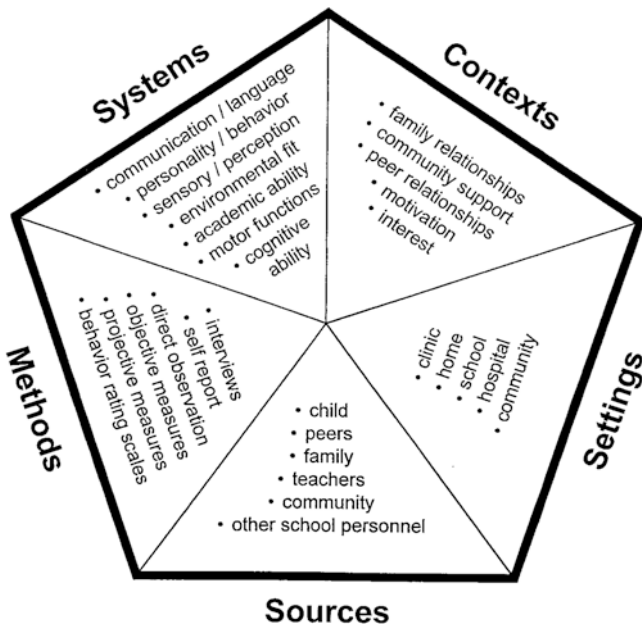 Systems
• communication / language
• personality / behavior
• sensory / perception
• environmental fit
• academic ability
• motor functions
• cognitive
ability
Contexts
• family relationships
• community support
• peer relationships
• motivation
• interest
Methods
• interviews
• self report
• direct observation
• objective measures
• projective measures
• behavior rating scales
Settings
• clinic
• home
• school
• hospital
• community
• child
• peers
• family
• teachers
• community
• other school personnel
Sources